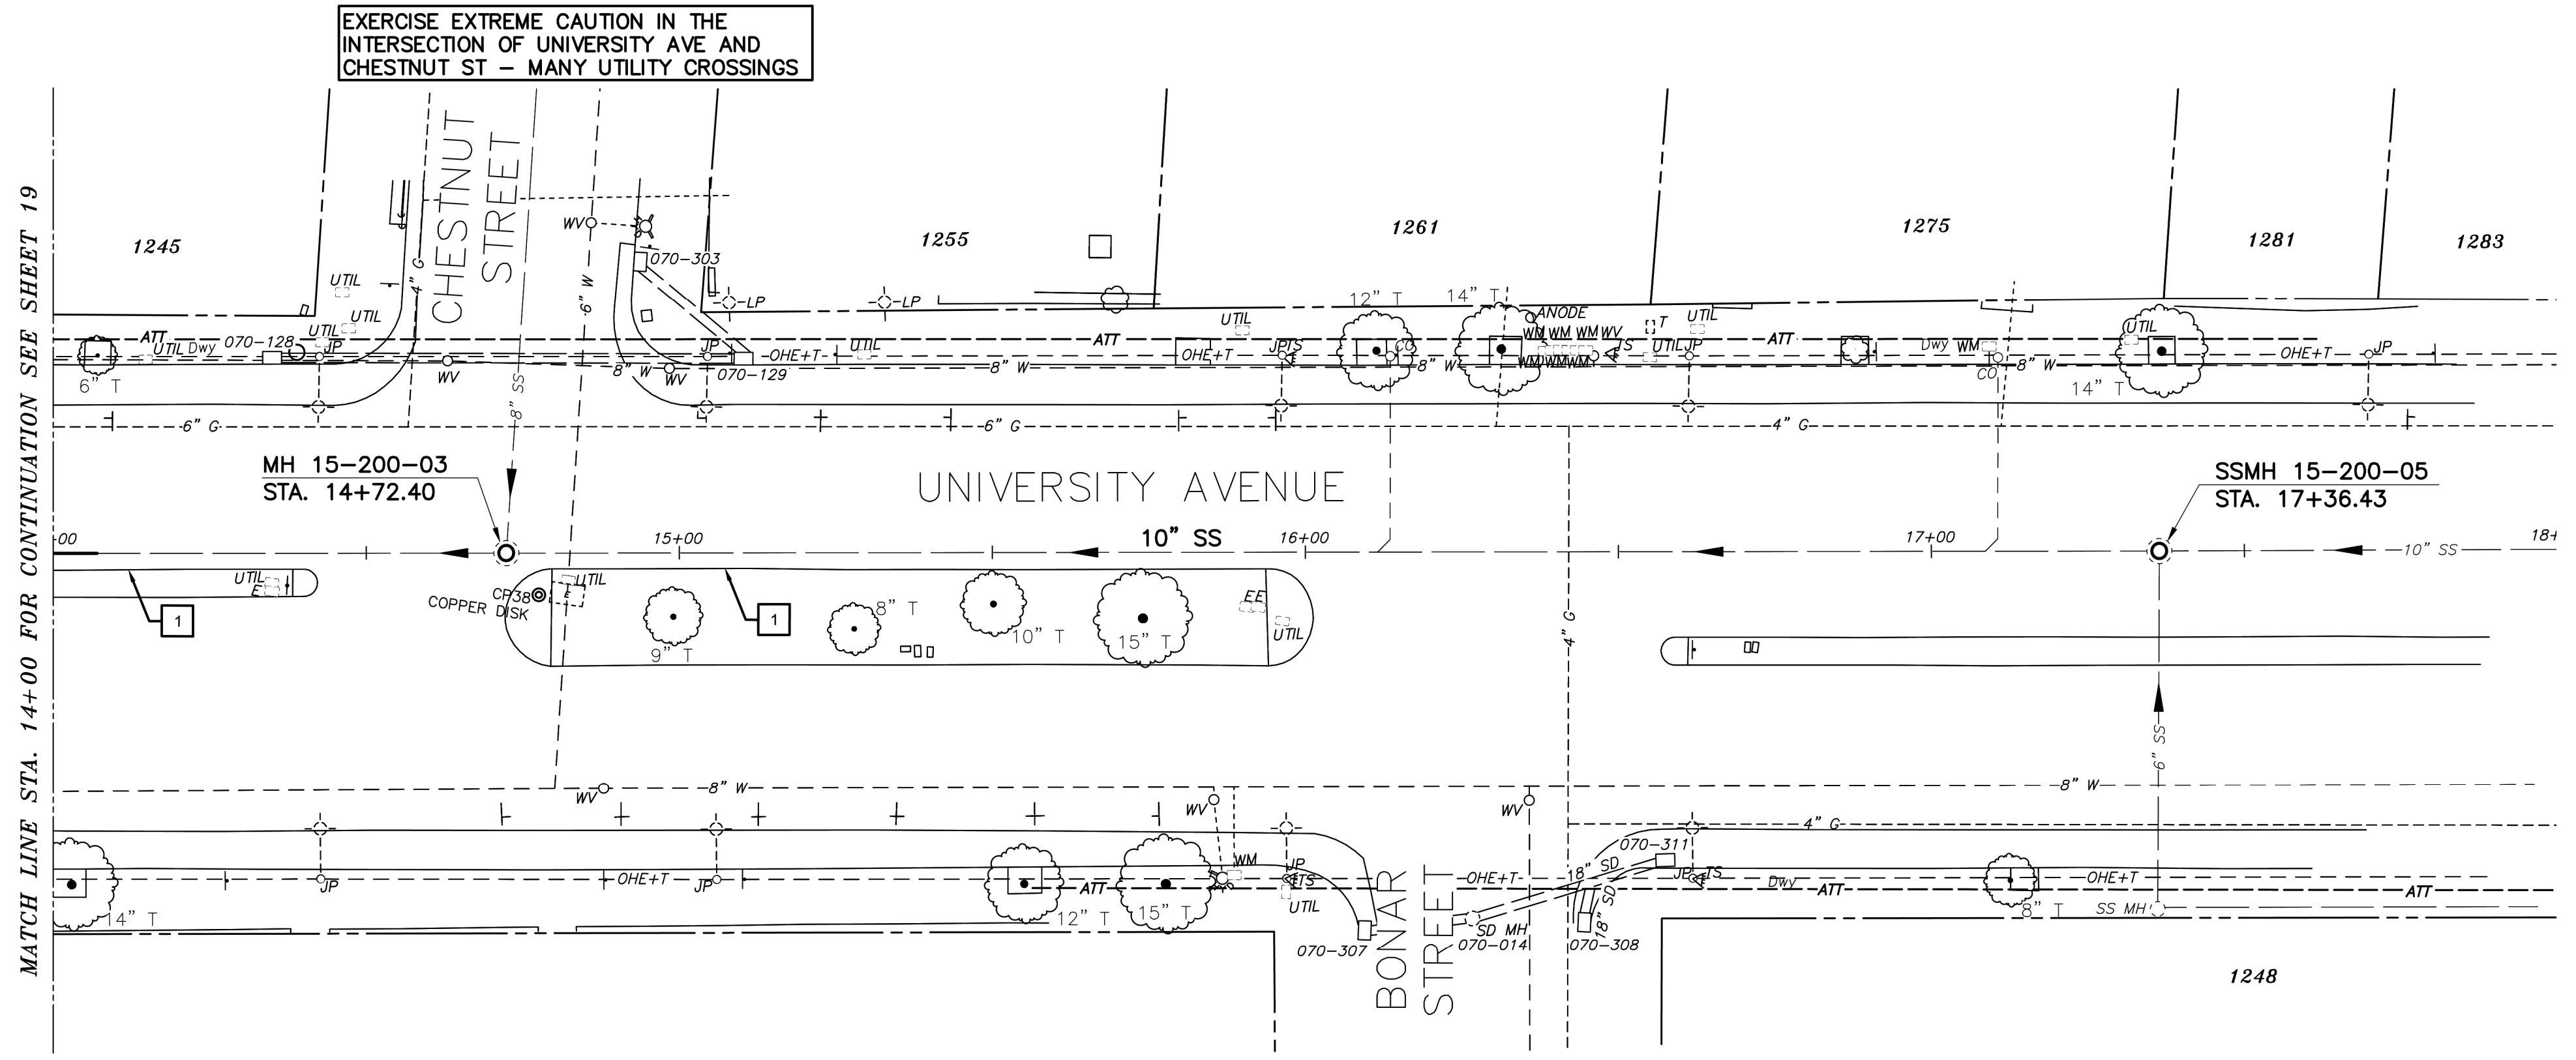 EXERCISE EXTREME CAUTION IN THE
INTERSECTION OF UNIVERSITY AVE AND
CHESTNUT ST – MANY UTILITY CROSSINGS
MATCH LINE STA. 14+00 FOR CONTINUATION SEE SHEET 19
CHESTNUT
STREET
1245
1255
1261
1275
1281
1283
WV
070-303
4" G
6" W
UTIL
UTIL
LP
LP
12" T
14" T
ANODE
UTIL
T
UTIL
UTIL
ATT
UTIL
Dwy
070-128
UTIL
JP
JP
OHE+T
UTIL
ATT
OHE+T
JP
TS
CO
WM WM WM WV
WM WM WM
TS
UTIL
JP
ATT
Dwy
WM
OHE+T
JP
6" T
WV
8" W
WV
070-129
8" W
8" W
CO
8" W
14" T
8" SS
6" G
6" G
4" G
UNIVERSITY AVENUE
MH 15-200-03
STA. 14+72.40
SSMH 15-200-05
STA. 17+36.43
-00
15+00
10" SS
16+00
17+00
10" SS
18+
UTIL
E
CP38
COPPER DISK
UTIL
E
1
1
9" T
8" T
10" T
15" T
EE
UTIL
4" G
6" SS
WV
8" W
WV
WV
8" W
4" G
14" T
JP
OHE+T
JP
12" T
ATT
15" T
WM
JP
TS
UTIL
070-307
BONAR
STREET
OHE+T
SD MH
070-014
18" SD
070-311
18" SD
070-308
JP
TS
Dwy
ATT
8" T
OHE+T
SS MH
ATT
1248